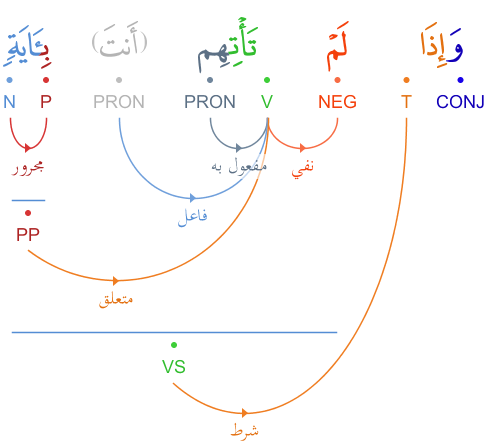 وَإِذَا لَمْ تَأْتِهِم (أَنتَ) بِـَٔايَةٍ
CONJ T NEG V PRON PRON P N
مجرور مفعول به نفي
فاعل
PP
متعلق
VS
شرط